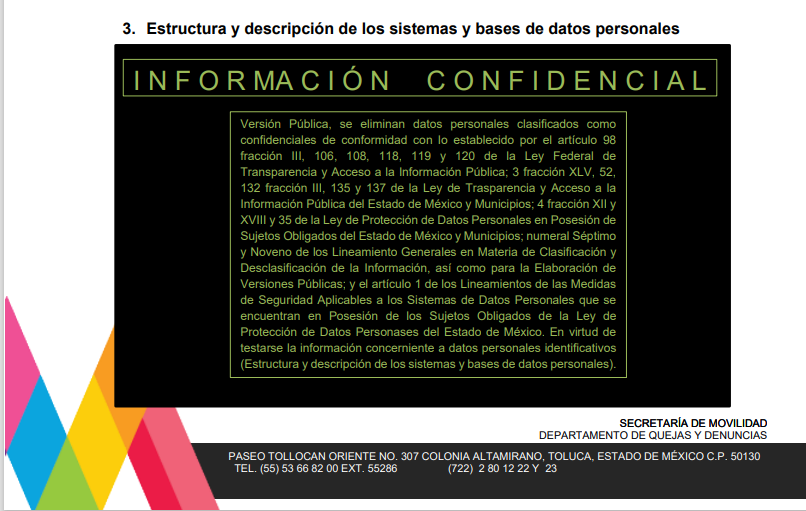 3. Estructura y descripción de los sistemas y bases de datos personales
INFORMACIÓN CONFIDENCIAL
Versión Pública, se eliminan datos personales clasificados como
confidenciales de conformidad con lo establecido por el artículo 98
fracción III, 106, 108, 118, 119 y 120 de la Ley Federal de
Transparencia y Acceso a la Información Pública; 3 fracción XLV, 52,
132 fracción III, 135 y 137 de la Ley de Trasparencia y Acceso a la
Información Pública del Estado de México y Municipios; 4 fracción XII y
XVIII y 35 de la Ley de Protección de Datos Personales en Posesión de
Sujetos Obligados del Estado de México y Municipios; numeral Séptimo
y Noveno de los Lineamiento Generales en Materia de Clasificación y
Desclasificación de la Información, así como para la Elaboración de
Versiones Públicas; y el artículo 1 de los Lineamientos de las Medidas
de Seguridad Aplicables a los Sistemas de Datos Personales que se
encuentran en Posesión de los Sujetos Obligados de la Ley de
Protección de Datos Personases del Estado de México. En virtud de
testarse la información concerniente a datos personales identificativos
(Estructura y descripción de los sistemas y bases de datos personales).
SECRETARÍA DE MOVILIDAD
DEPARTAMENTO DE QUEJAS Y DENUNCIAS
PASEO TOLLOCAN ORIENTE NO. 307 COLONIA ALTAMIRANO, TOLUCA, ESTADO DE MÉXICO C.P. 50130
TEL. (55) 53 66 82 00 EXT. 55286 (722) 2 80 12 22 Y 23